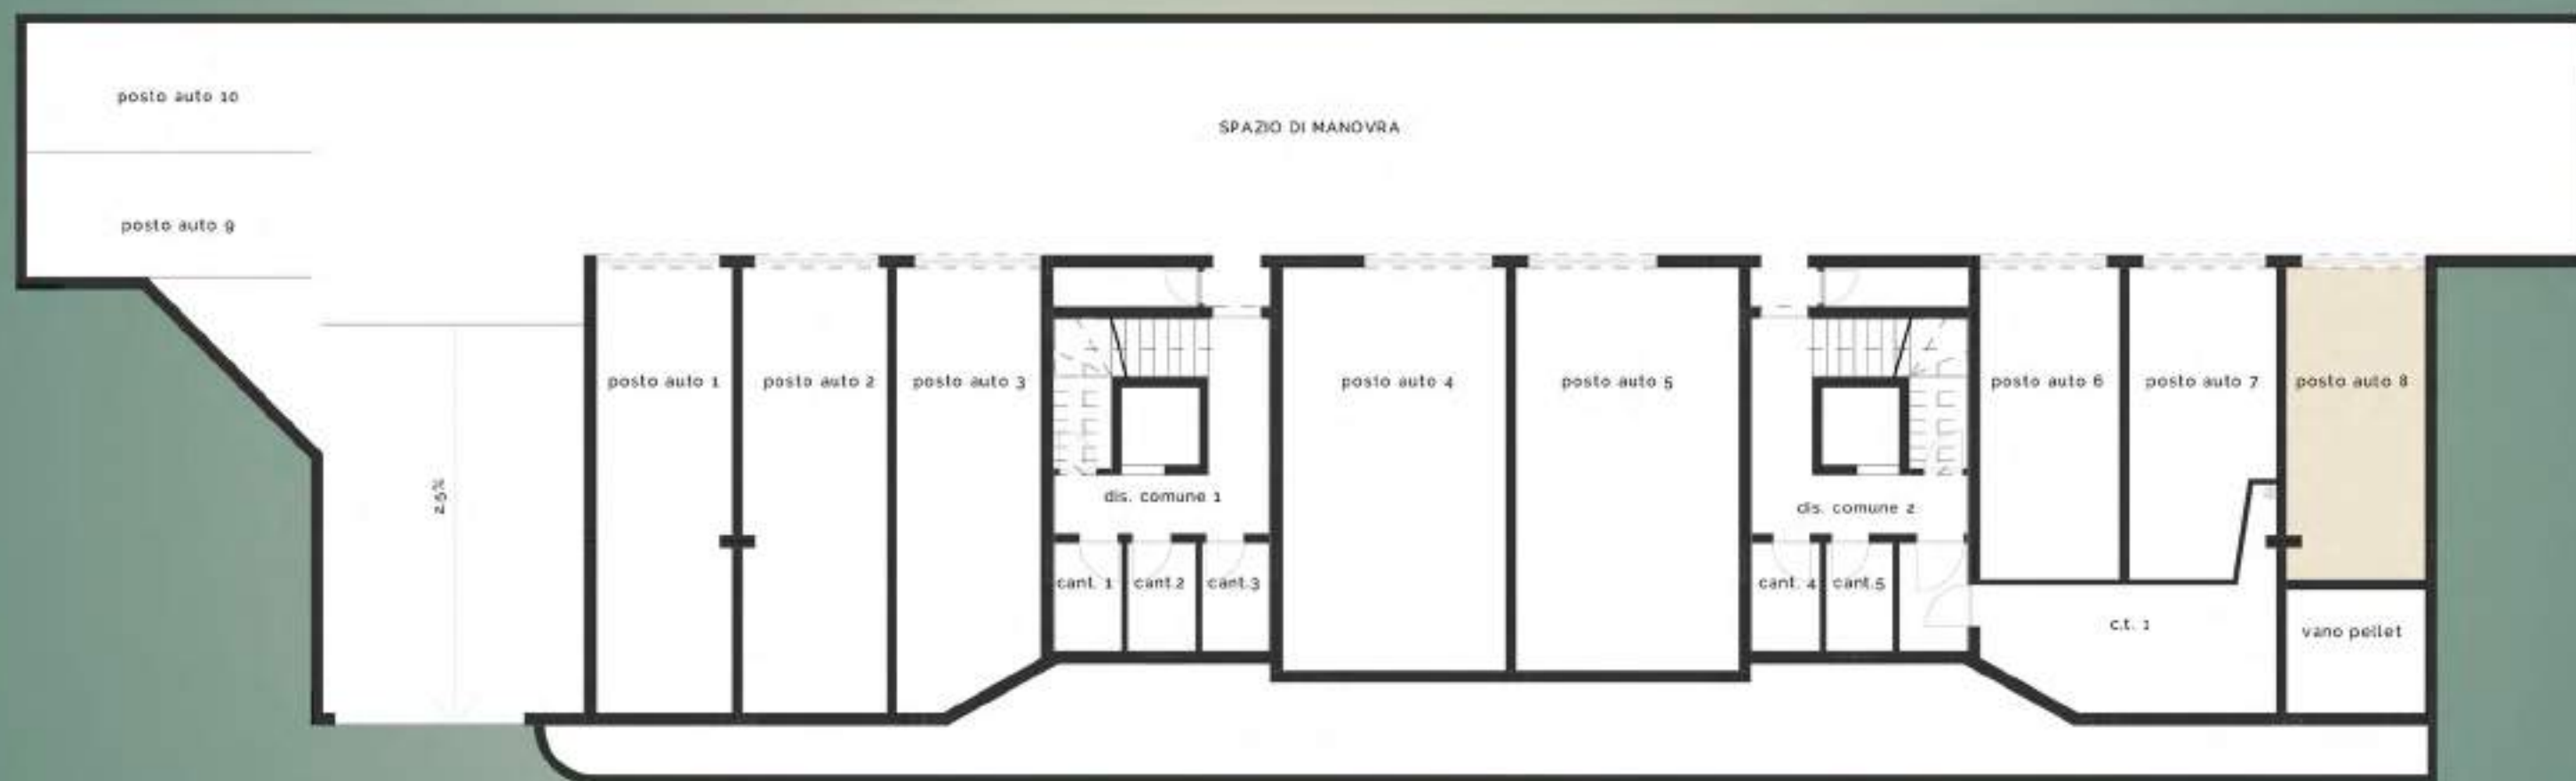 posto auto 10
SPAZIO DI MANOVRA
posto auto 9
posto auto 1
posto auto 2
posto auto 3
posto auto 4
posto auto 5
posto auto 6
posto auto 7
posto auto 8
2.5%
dis. comune 1
dis. comune 2
cant. 1
cant.2
cant.3
cant. 4
cant.5
c.t. 1
vano pellet